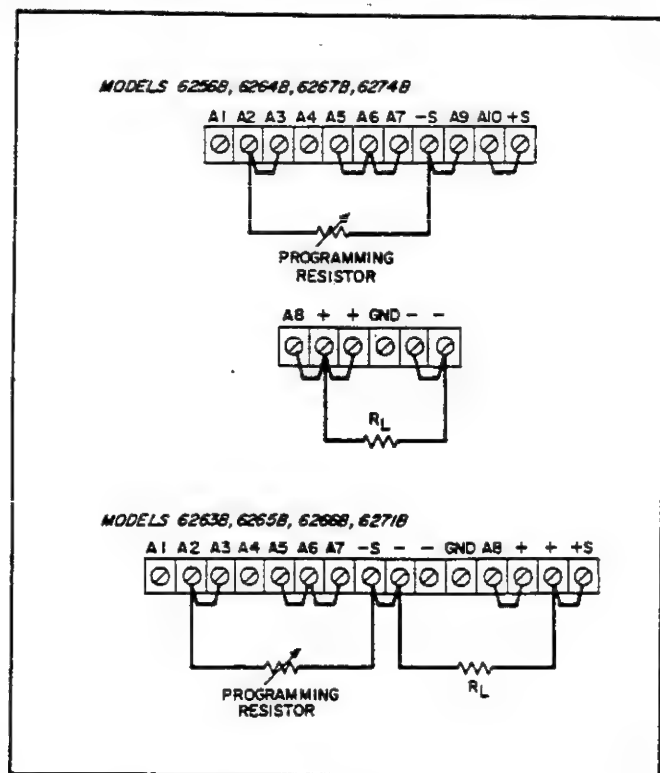 MODELS 6256B, 6264B, 6267B, 6274B
A1 A2 A3 A4 A5 A6 A7 -S A9 A10 +S
PROGRAMMING
RESISTOR
A8 + + GND - -
RL
MODELS 6263B, 6265B, 6266B, 6271B
A1 A2 A3 A4 A5 A6 A7 -S - - GND A8 + + +S
PROGRAMMING
RESISTOR
RL